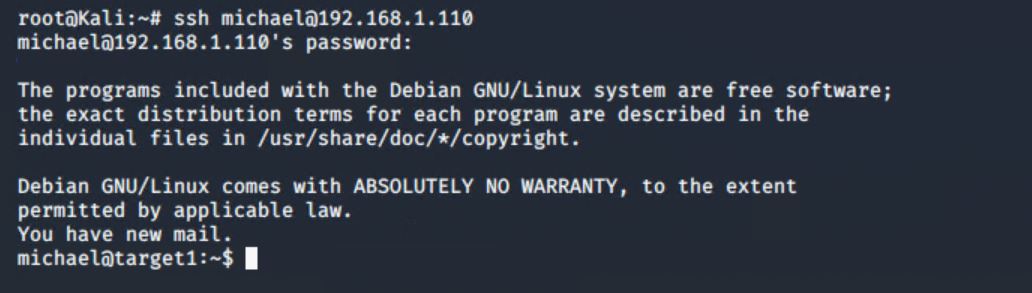 root@Kali:~# ssh michael@192.168.1.110
michael@192.168.1.110's password:
The programs included with the Debian GNU/Linux system are free software;
the exact distribution terms for each program are described in the
individual files in /usr/share/doc/*/copyright.
Debian GNU/Linux comes with ABSOLUTELY NO WARRANTY, to the extent
permitted by applicable law.
You have new mail.
michael@target1:~$